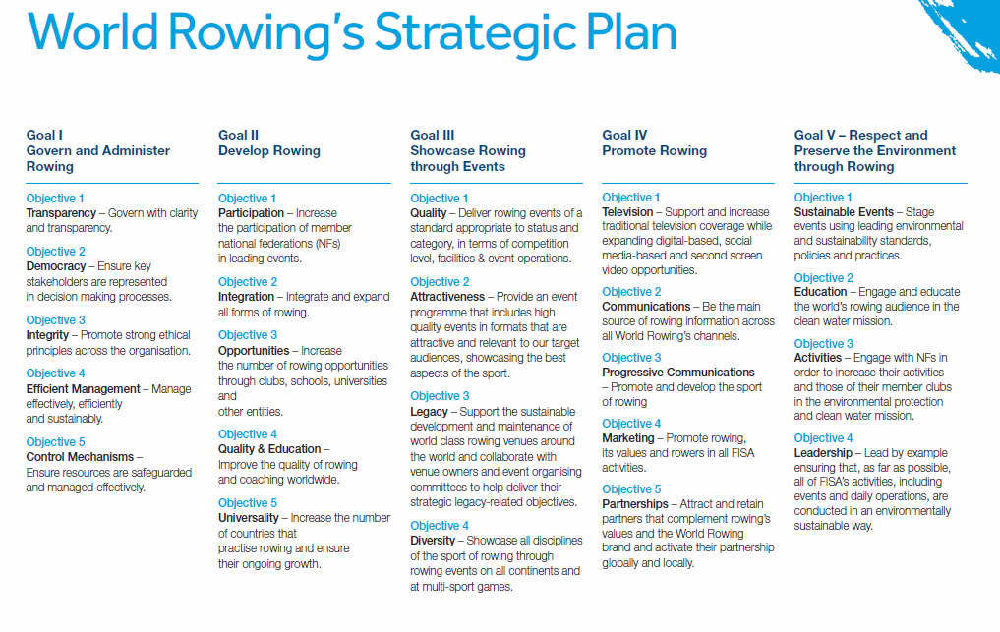 World Rowing's Strategic Plan
Goal I
Govern and Administer
Rowing
Objective 1
Transparency – Govern with clarity
and transparency.
Objective 2
Democracy – Ensure key
stakeholders are represented
in decision making processes.
Objective 3
Integrity – Promote strong ethical
principles across the organisation.
Objective 4
Efficient Management – Manage
effectively, efficiently
and sustainably.
Objective 5
Control Mechanisms –
Ensure resources are safeguarded
and managed effectively.
Goal II
Develop Rowing
Objective 1
Participation – Increase
the participation of member
national federations (NFs)
in leading events.
Objective 2
Integration – Integrate and expand
all forms of rowing.
Objective 3
Opportunities – Increase
the number of rowing opportunities
through clubs, schools, universities
and
other entities.
Objective 4
Quality & Education –
Improve the quality of rowing
and coaching worldwide.
Objective 5
Universality – Increase the number
of countries that
practise rowing and ensure
their ongoing growth.
Goal III
Showcase Rowing
through Events
Objective 1
Quality – Deliver rowing events of a
standard appropriate to status and
category, in terms of competition
level, facilities & event operations.
Objective 2
Attractiveness – Provide an event
programme that includes high
quality events in formats that are
attractive and relevant to our target
audiences, showcasing the best
aspects of the sport.
Objective 3
Legacy – Support the sustainable
development and maintenance of
world class rowing venues around
the world and collaborate with
venue owners and event organising
committees to help deliver their
strategic legacy-related objectives.
Objective 4
Diversity – Showcase all disciplines
of the sport of rowing through
rowing events on all continents and
at multi-sport games.
Goal IV
Promote Rowing
Objective 1
Television – Support and increase
traditional television coverage while
expanding digital-based, social
media-based and second screen
video opportunities.
Objective 2
Communications – Be the main
source of rowing information across
all World Rowing's channels.
Objective 3
Progressive Communications
– Promote and develop the sport
of rowing
Objective 4
Marketing – Promote rowing,
its values and rowers in all FISA
activities.
Objective 5
Partnerships – Attract and retain
partners that complement rowing's
values and the World Rowing
brand and activate their partnership
globally and locally.
Goal V – Respect and
Preserve the Environment
through Rowing
Objective 1
Sustainable Events – Stage
events using leading environmental
and sustainability standards,
policies and practices.
Objective 2
Education – Engage and educate
the world's rowing audience in the
clean water mission.
Objective 3
Activities – Engage with NFs in
order to increase their activities
and those of their member clubs
in the environmental protection
and clean water mission.
Objective 4
Leadership – Lead by example
ensuring that, as far as possible,
all of FISA's activities, including
events and daily operations, are
conducted in an environmentally
sustainable way.